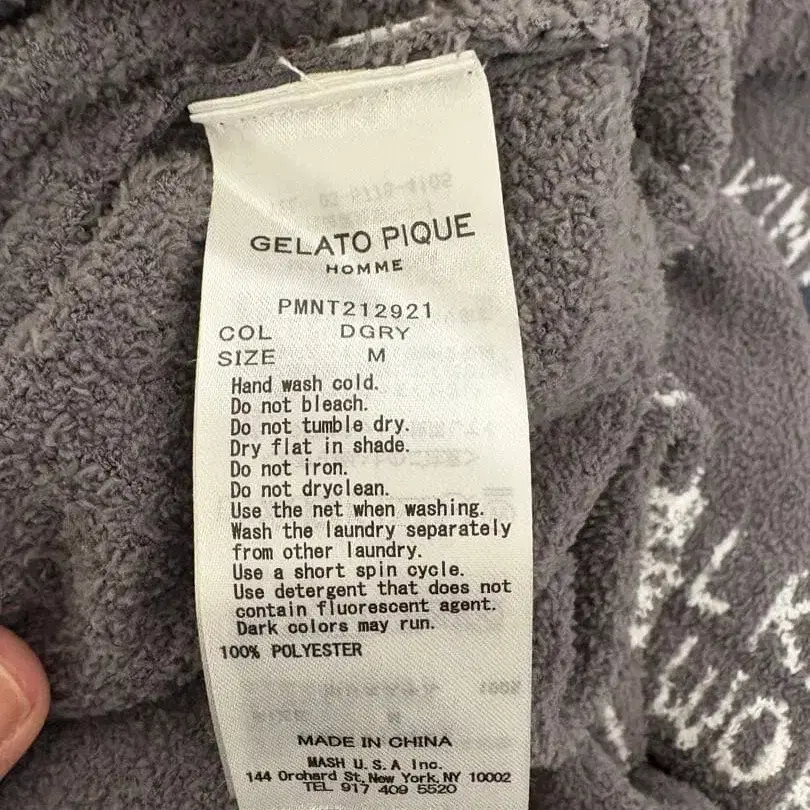 GELATO PIQUE
HOMME
PMNT212921
COL DGRY
SIZE M
Hand wash cold.
Do not bleach.
Do not tumble dry.
Dry flat in shade.
Do not iron.
Do not dryclean.
Use the net when washing.
Wash the laundry separately
from other laundry.
Use a short spin cycle.
Use detergent that does not
contain fluorescent agent.
Dark colors may run.
100% POLYESTER
MADE IN CHINA
MASH U.S.A Inc.
144 Orchard St, New York, NY 10002
TEL 917 409 5520